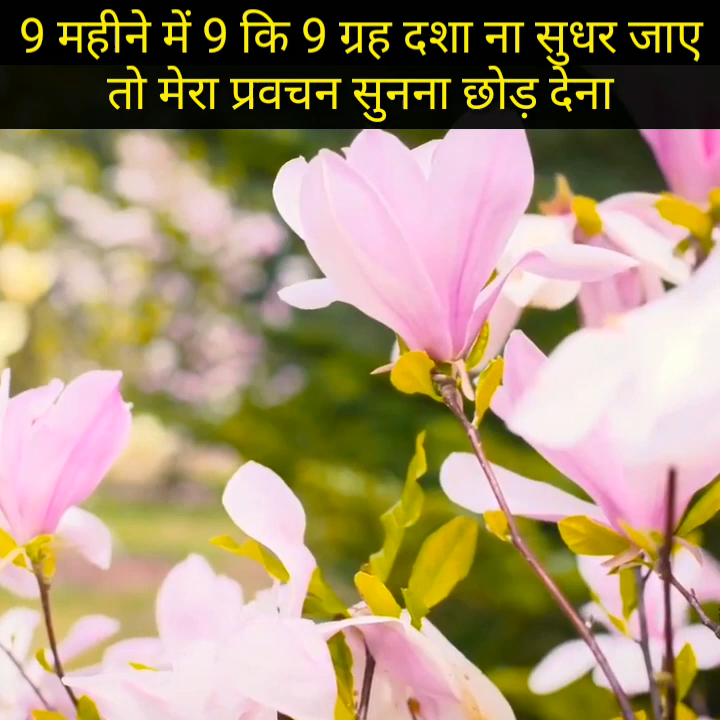 9 महीने में 9 कि 9 ग्रह दशा ना सुधर जाए
तो मेरा प्रवचन सुनना छोड़ देना